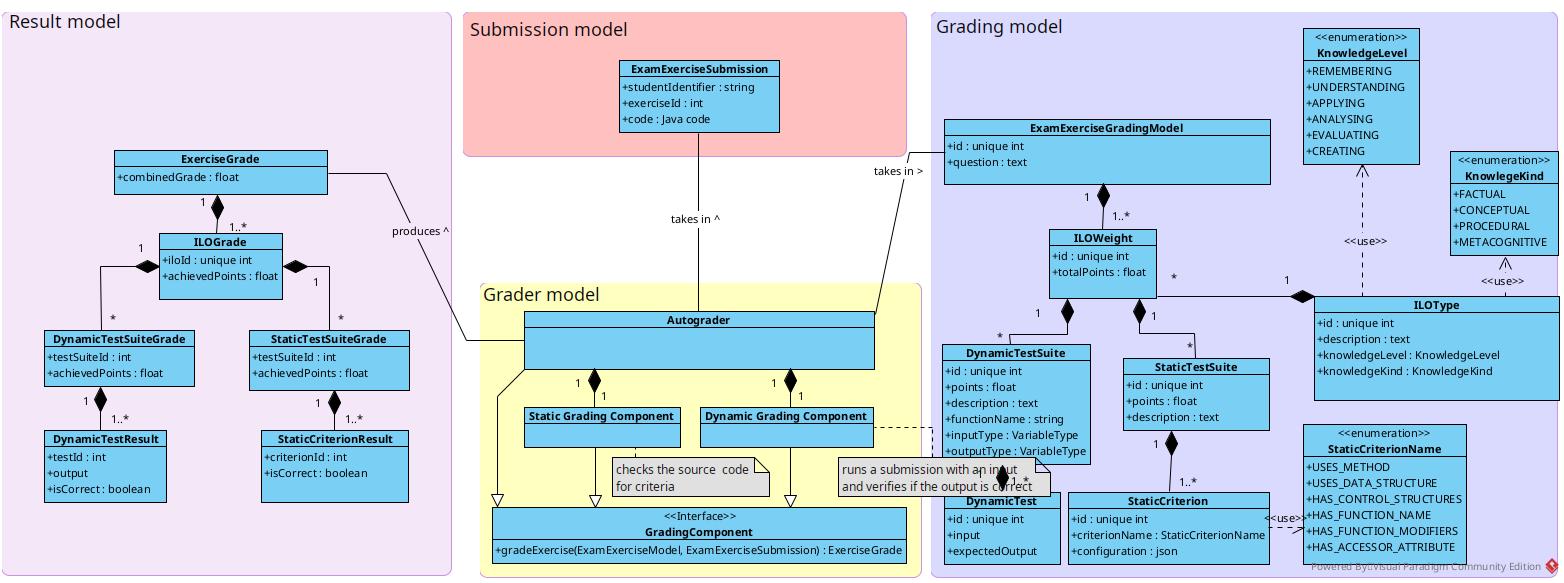 Result model
ExerciseGrade
+combinedGrade : float
1
1..*
ILOGrade
+iloId : unique int
+achievedPoints : float
1
1
*
*
DynamicTestSuiteGrade
+testSuiteId : int
+achievedPoints : float
StaticTestSuiteGrade
+testSuiteId : int
+achievedPoints : float
1
1..*
1
1..*
DynamicTestResult
+testId : int
+output
+isCorrect : boolean
StaticCriterionResult
+criterionId : int
+isCorrect : boolean
produces ^
Submission model
ExamExerciseSubmission
+studentIdentifier : string
+exerciseId : int
+code : Java code
takes in ^
takes in >
Grader model
Autograder
1
1
1
1
Static Grading Component
Dynamic Grading Component
checks the source code
for criteria
runs a submission with an input
and verifies if the output is correct
<<Interface>>
GradingComponent
+gradeExercise(ExamExerciseModel, ExamExerciseSubmission) : ExerciseGrade
Grading model
<<enumeration>>
KnowledgeLevel
+REMEMBERING
+UNDERSTANDING
+APPLYING
+ANALYSING
+EVALUATING
+CREATING
ExamExerciseGradingModel
+id : unique int
+question : text
<<enumeration>>
KnowlegeKind
+FACTUAL
+CONCEPTUAL
+PROCEDURAL
+METACOGNITIVE
1
1..*
ILOWeight
+id : unique int
+totalPoints : float
<<use>>
<<use>>
*
1
ILOType
+id : unique int
+description : text
+knowledgeLevel : KnowledgeLevel
+knowledgeKind : KnowledgeKind
1
*
1
*
DynamicTestSuite
+id : unique int
+points : float
+description : text
+functionName : string
+inputType : VariableType
+outputType : VariableType
StaticTestSuite
+id : unique int
+points : float
+description : text
1
1..*
1..*
DynamicTest
+id : unique int
+input
+expectedOutput
StaticCriterion
+id : unique int
+criterionName : StaticCriterionName
+configuration : json
<<use>>
<<enumeration>>
StaticCriterionName
+USES_METHOD
+USES_DATA_STRUCTURE
+HAS_CONTROL_STRUCTURES
+HAS_FUNCTION_NAME
+HAS_FUNCTION_MODIFIERS
+HAS_ACCESSOR_ATTRIBUTE
Powered By Visual Paradigm Community Edition